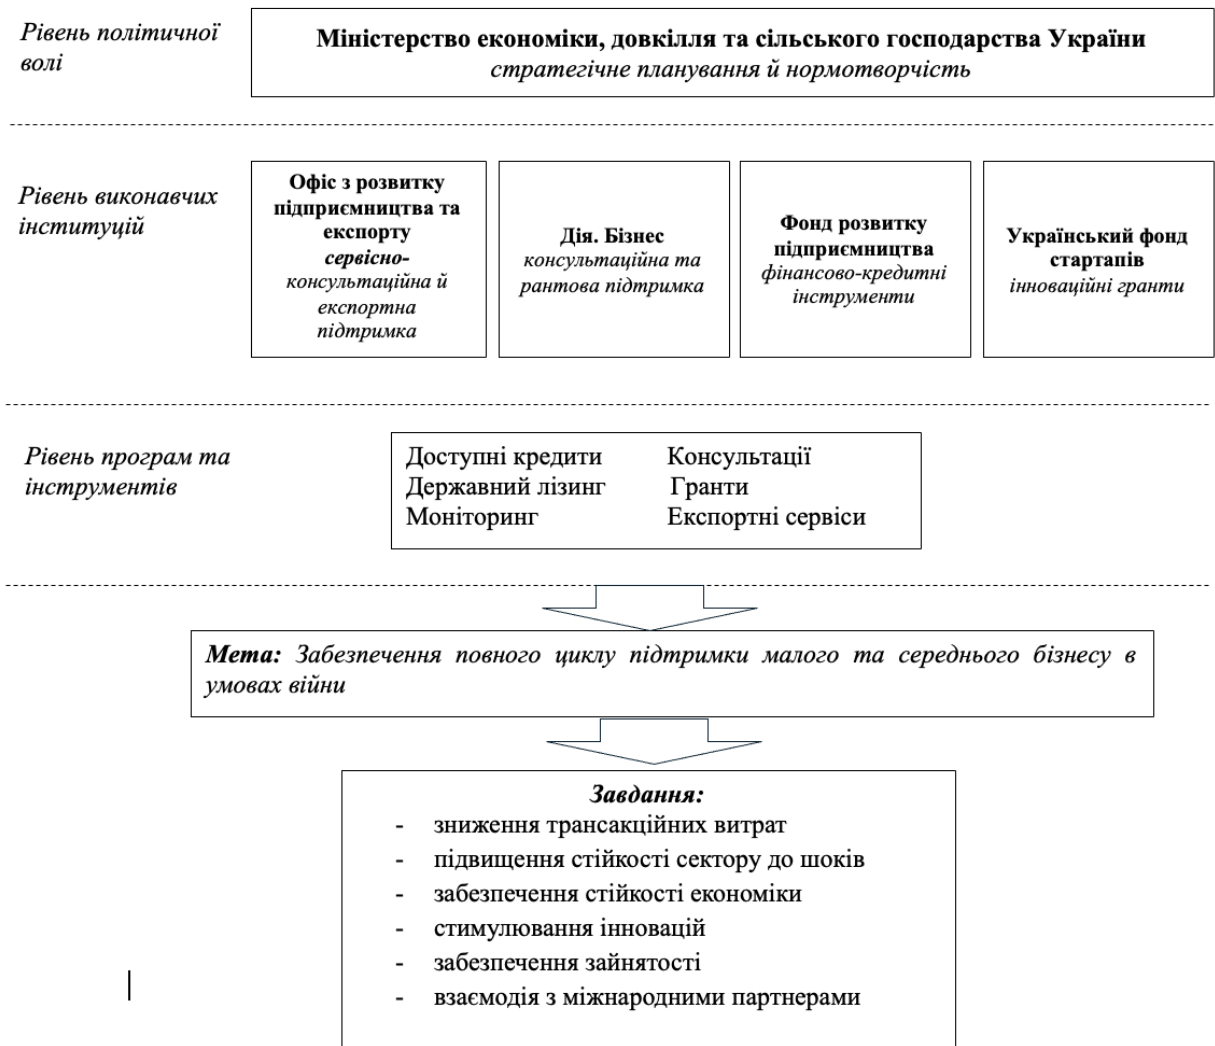 Рівень політичної
волі
Міністерство економіки, довкілля та сільського господарства України
стратегічне планування й нормотворчість
Рівень виконавчих
інституцій
Офіс з розвитку
підприємництва та
експорту
сервісно-
консультаційна й
експортна
підтримка
Дія. Бізнес
консультаційна та
рантова підтримка
Фонд розвитку
підприємництва
фінансово-кредитні
інструменти
Український фонд
стартапів
інноваційні гранти
Рівень програм та
інструментів
Доступні кредити Консультації
Державний лізинг Гранти
Моніторинг Експортні сервіси
Мета: Забезпечення повного циклу підтримки малого та середнього бізнесу в
умовах війни
Завдання:
- зниження трансакційних витрат
- підвищення стійкості сектору до шоків
- забезпечення стійкості економіки
- стимулювання інновацій
- забезпечення зайнятості
- взаємодія з міжнародними партнерами